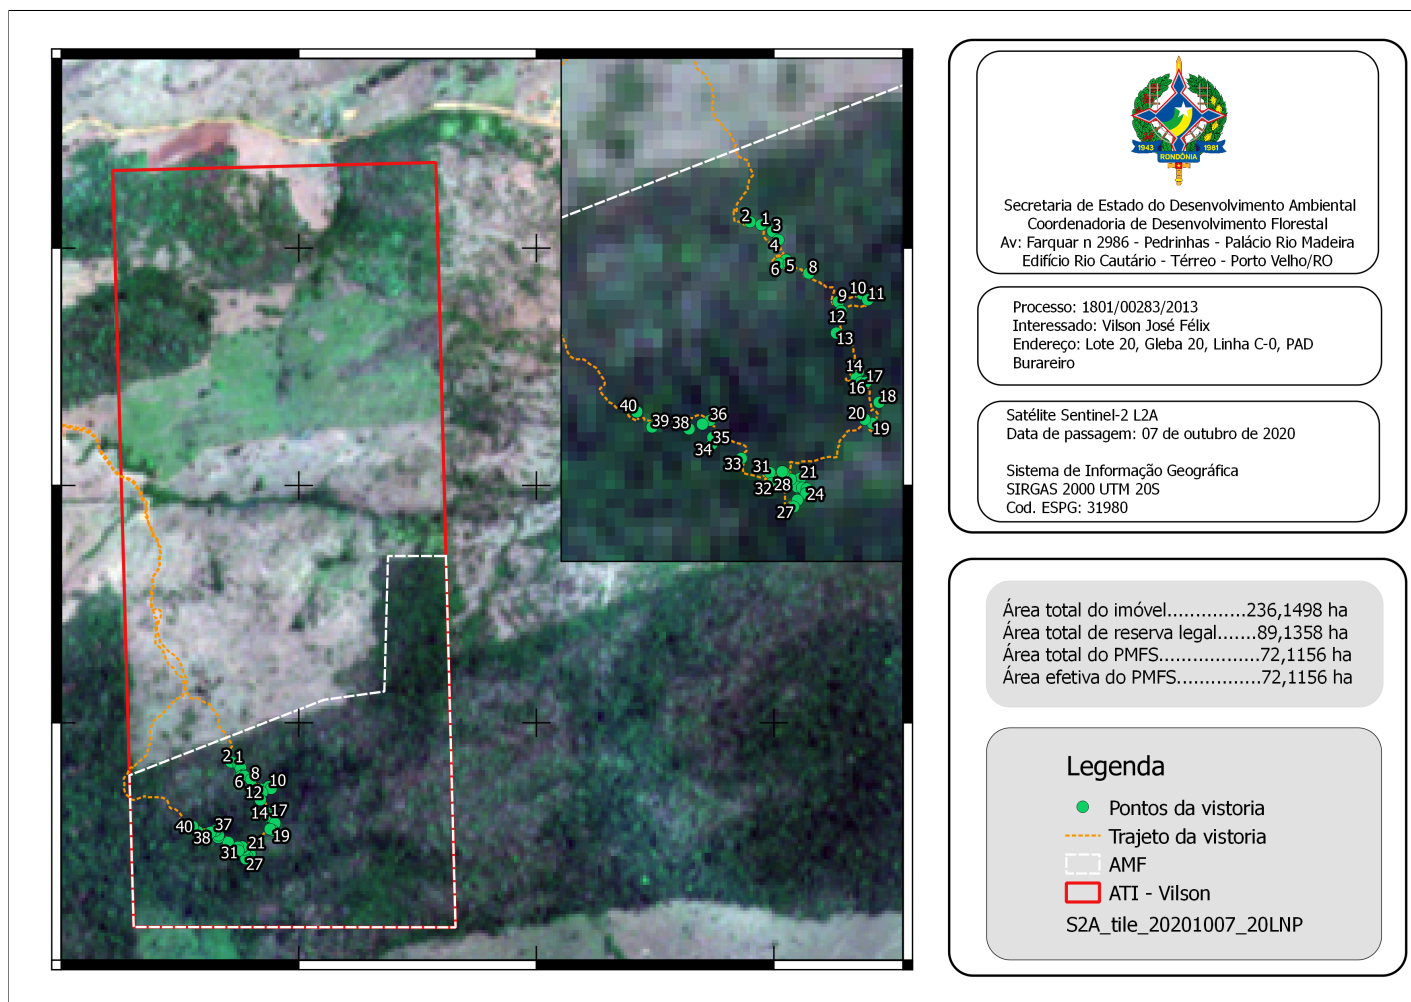 1943
1981
RONDÔNIA
Secretaria de Estado do Desenvolvimento Ambiental
Coordenadoria de Desenvolvimento Florestal
Av: Farquar n 2986 - Pedrinhas - Palácio Rio Madeira
Edifício Rio Cautário - Térreo - Porto Velho/RO
Processo: 1801/00283/2013
Interessado: Vilson José Félix
Endereço: Lote 20, Gleba 20, Linha C-0, PAD
Burareiro
Satélite Sentinel-2 L2A
Data de passagem: 07 de outubro de 2020
Sistema de Informação Geográfica
SIRGAS 2000 UTM 20S
Cod. ESPG: 31980
Área total do imóvel..............236,1498 ha
Área total de reserva legal.......89,1358 ha
Área total do PMFS..................72,1156 ha
Área efetiva do PMFS...............72,1156 ha
Legenda
Pontos da vistoria
Trajeto da vistoria
AMF
ATI - Vilson
S2A_tile_20201007_20LNP
2 1
3
4
6 5
8
9 10 11
12
13
14
16 17
18
20
19
40
39 38 36
35
34
33
31
32 28 21
24
27
2 1
6 8
12 10
14 17
19
40 37
38
31 21
27